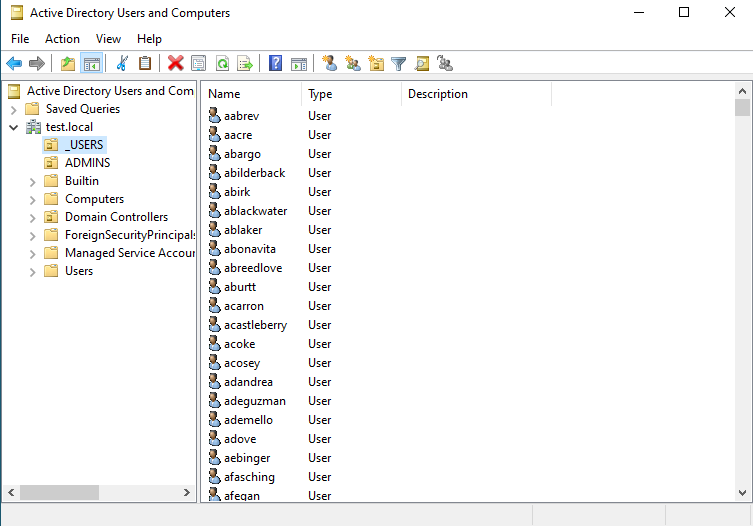 Active Directory Users and Computers
File Action View Help
Active Directory Users and Com
Saved Queries
test.local
_USERS
ADMINS
Builtin
Computers
Domain Controllers
ForeignSecurityPrincipals
Managed Service Accour
Users
Name Type Description
aabrev User
aacre User
abargo User
abilderback User
abirk User
ablackwater User
ablaker User
abonavita User
abreedlove User
aburtt User
acarron User
acastleberry User
acoke User
acosey User
adandrea User
adeguzman User
ademello User
adove User
aebinger User
afasching User
afegan User